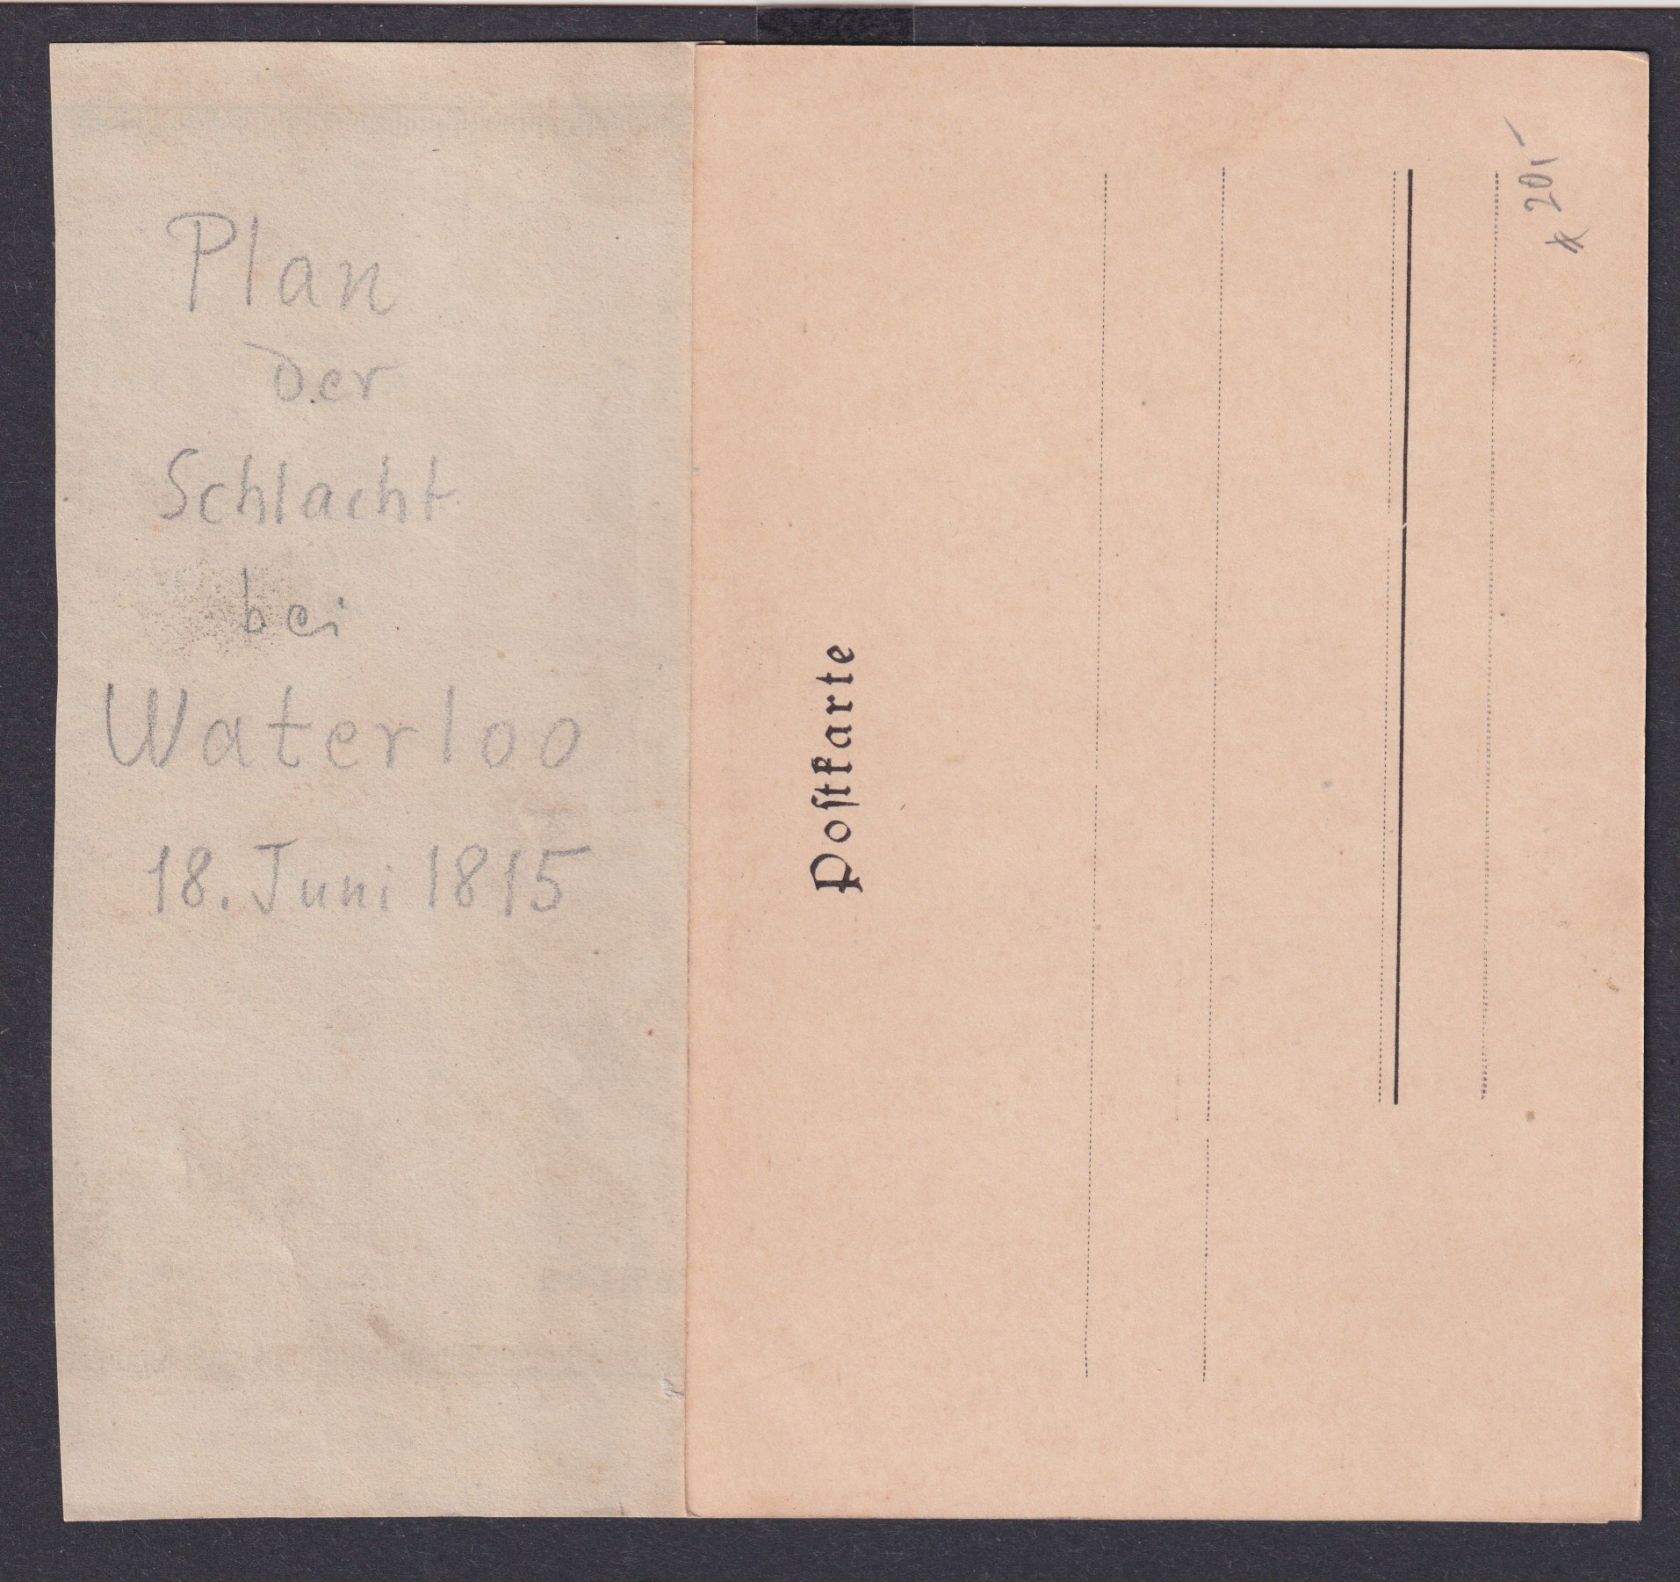 Plan
der
Schlacht
bei
Waterloo
18. Juni 1815
Poſtkarte
* 20,-